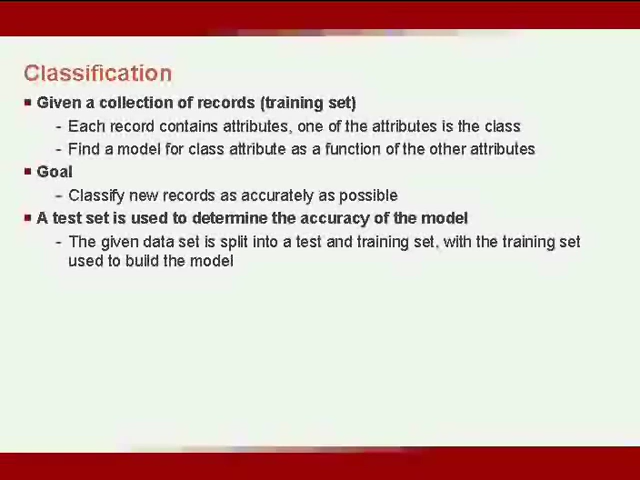 Classification
▪ Given a collection of records (training set)
- Each record contains attributes, one of the attributes is the class
- Find a model for class attribute as a function of the other attributes
▪ Goal
- Classify new records as accurately as possible
▪ A test set is used to determine the accuracy of the model
- The given data set is split into a test and training set, with the training set
used to build the model